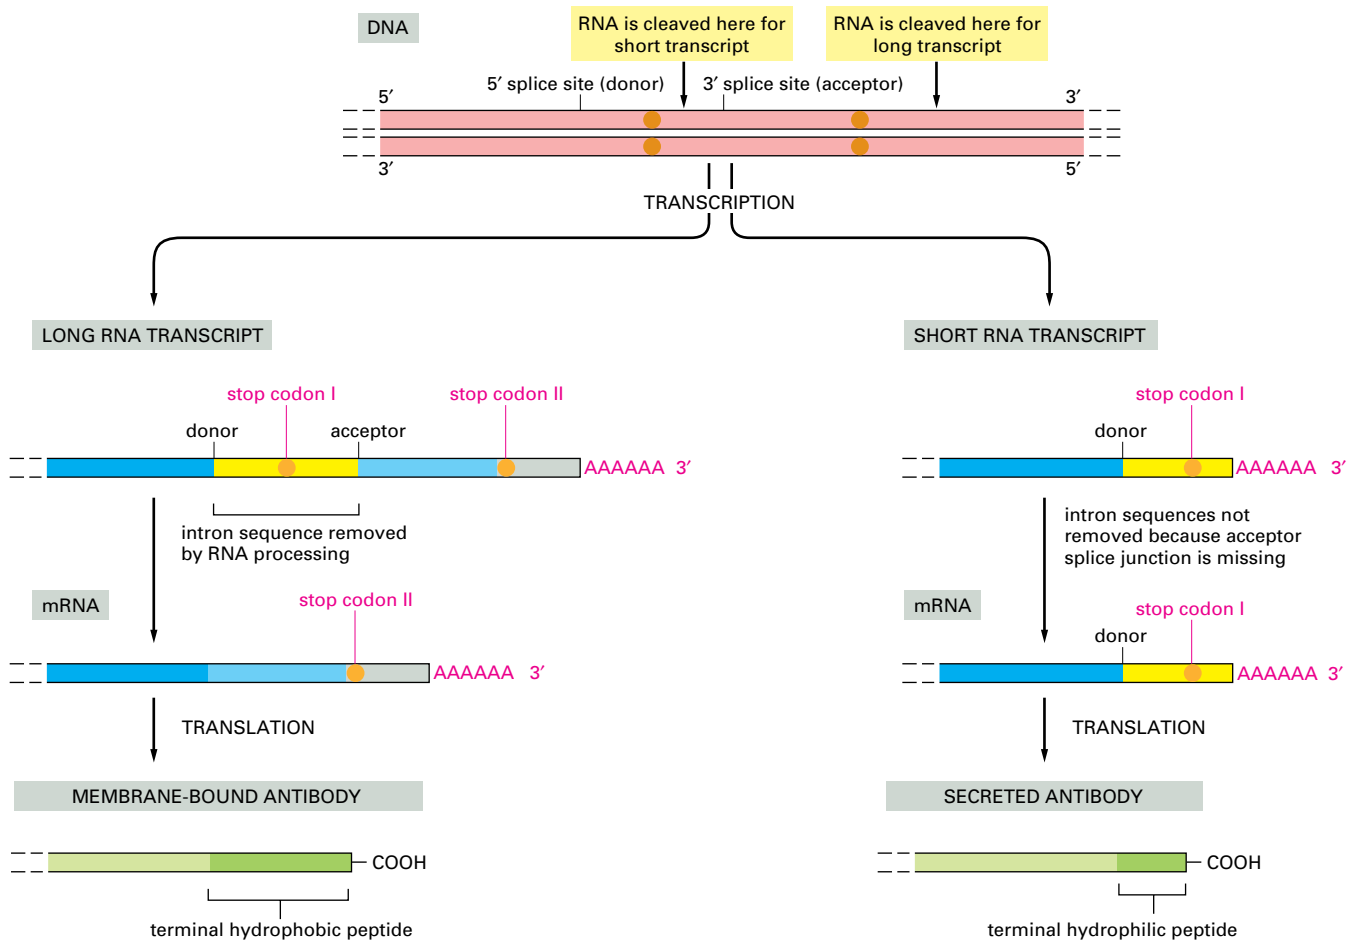 DNA
RNA is cleaved here for
short transcript
RNA is cleaved here for
long transcript
5′ splice site (donor)
3′ splice site (acceptor)
5′
3′
3′
5′
TRANSCRIPTION
LONG RNA TRANSCRIPT
SHORT RNA TRANSCRIPT
stop codon I
stop codon II
donor
acceptor
AAAAAA 3′
intron sequence removed
by RNA processing
mRNA
stop codon II
AAAAAA 3′
TRANSLATION
MEMBRANE-BOUND ANTIBODY
COOH
terminal hydrophobic peptide
stop codon I
donor
AAAAAA 3′
intron sequences not
removed because acceptor
splice junction is missing
mRNA
stop codon I
donor
AAAAAA 3′
TRANSLATION
SECRETED ANTIBODY
COOH
terminal hydrophilic peptide